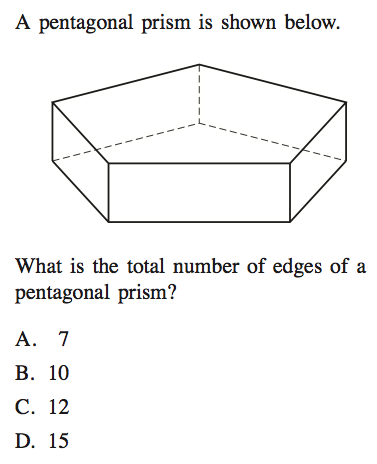 A pentagonal prism is shown below.
What is the total number of edges of a
pentagonal prism?
A. 7
B. 10
C. 12
D. 15